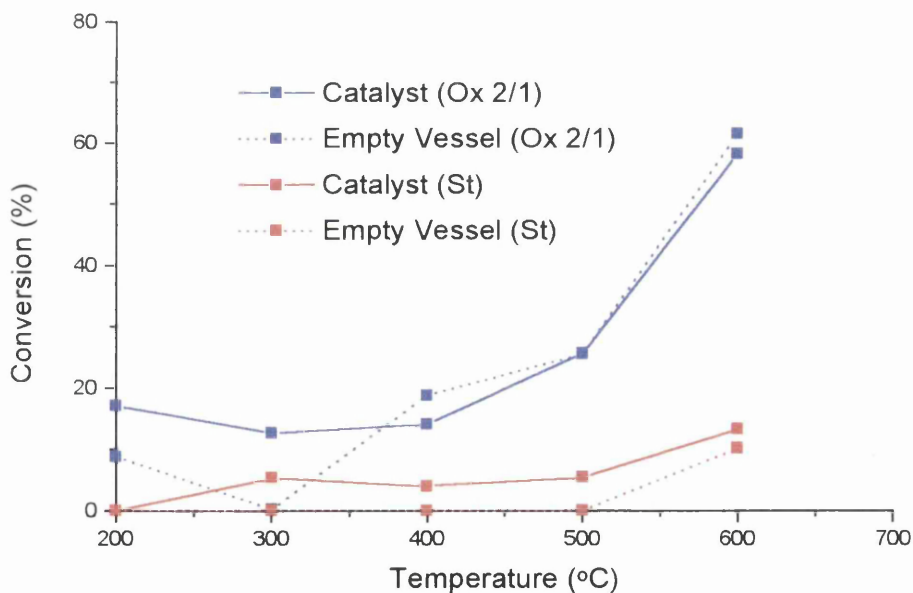 80
60
40
20
0
Conversion (%)
Catalyst (Ox 2/1)
Empty Vessel (Ox 2/1)
Catalyst (St)
Empty Vessel (St)
200 300 400 500 600 700
Temperature (°C)